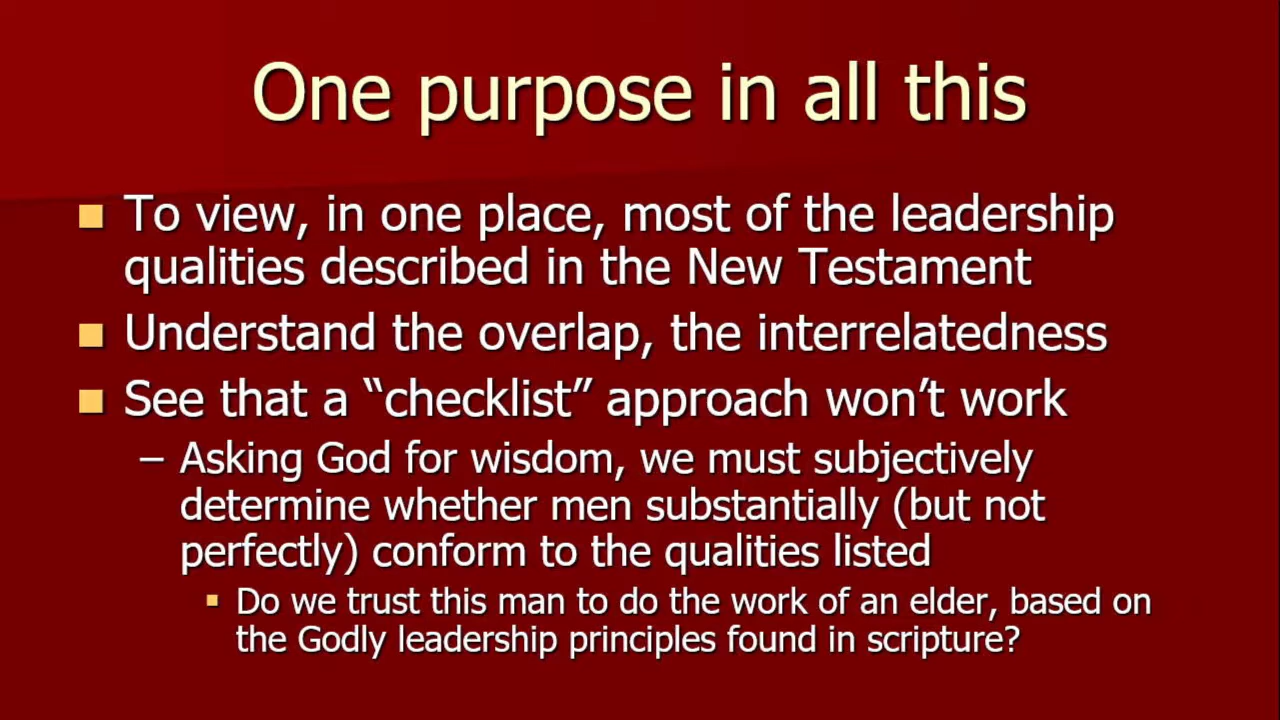 One purpose in all this
To view, in one place, most of the leadership
qualities described in the New Testament
Understand the overlap, the interrelatedness
See that a “checklist” approach won’t work
– Asking God for wisdom, we must subjectively
determine whether men substantially (but not
perfectly) conform to the qualities listed
Do we trust this man to do the work of an elder, based on
the Godly leadership principles found in scripture?